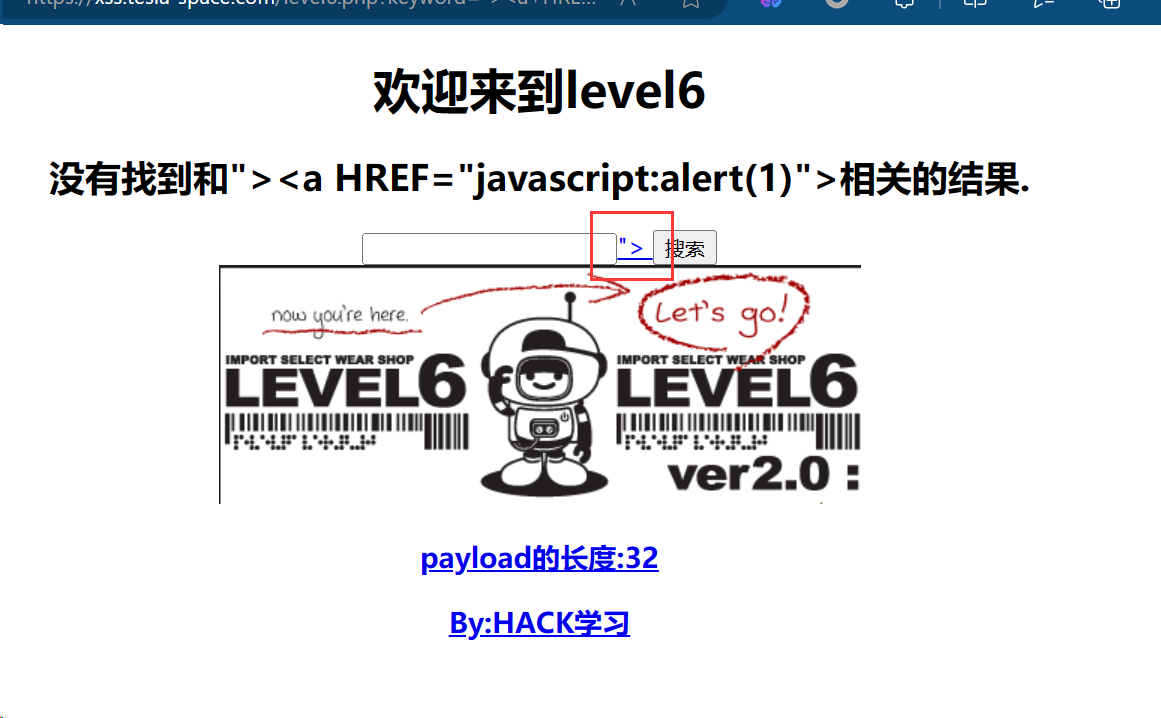 https://xss.tesla-space.com/level6.php?keyword="><a+HRE...
欢迎来到level6
没有找到和"><a HREF="javascript:alert(1)">相关的结果.
"> 搜索
now you're here. Let's go!
IMPORT SELECT WEAR SHOP IMPORT SELECT WEAR SHOP
LEVEL6 LEVEL6
ver2.0 :
payload的长度:32
By:HACK学习